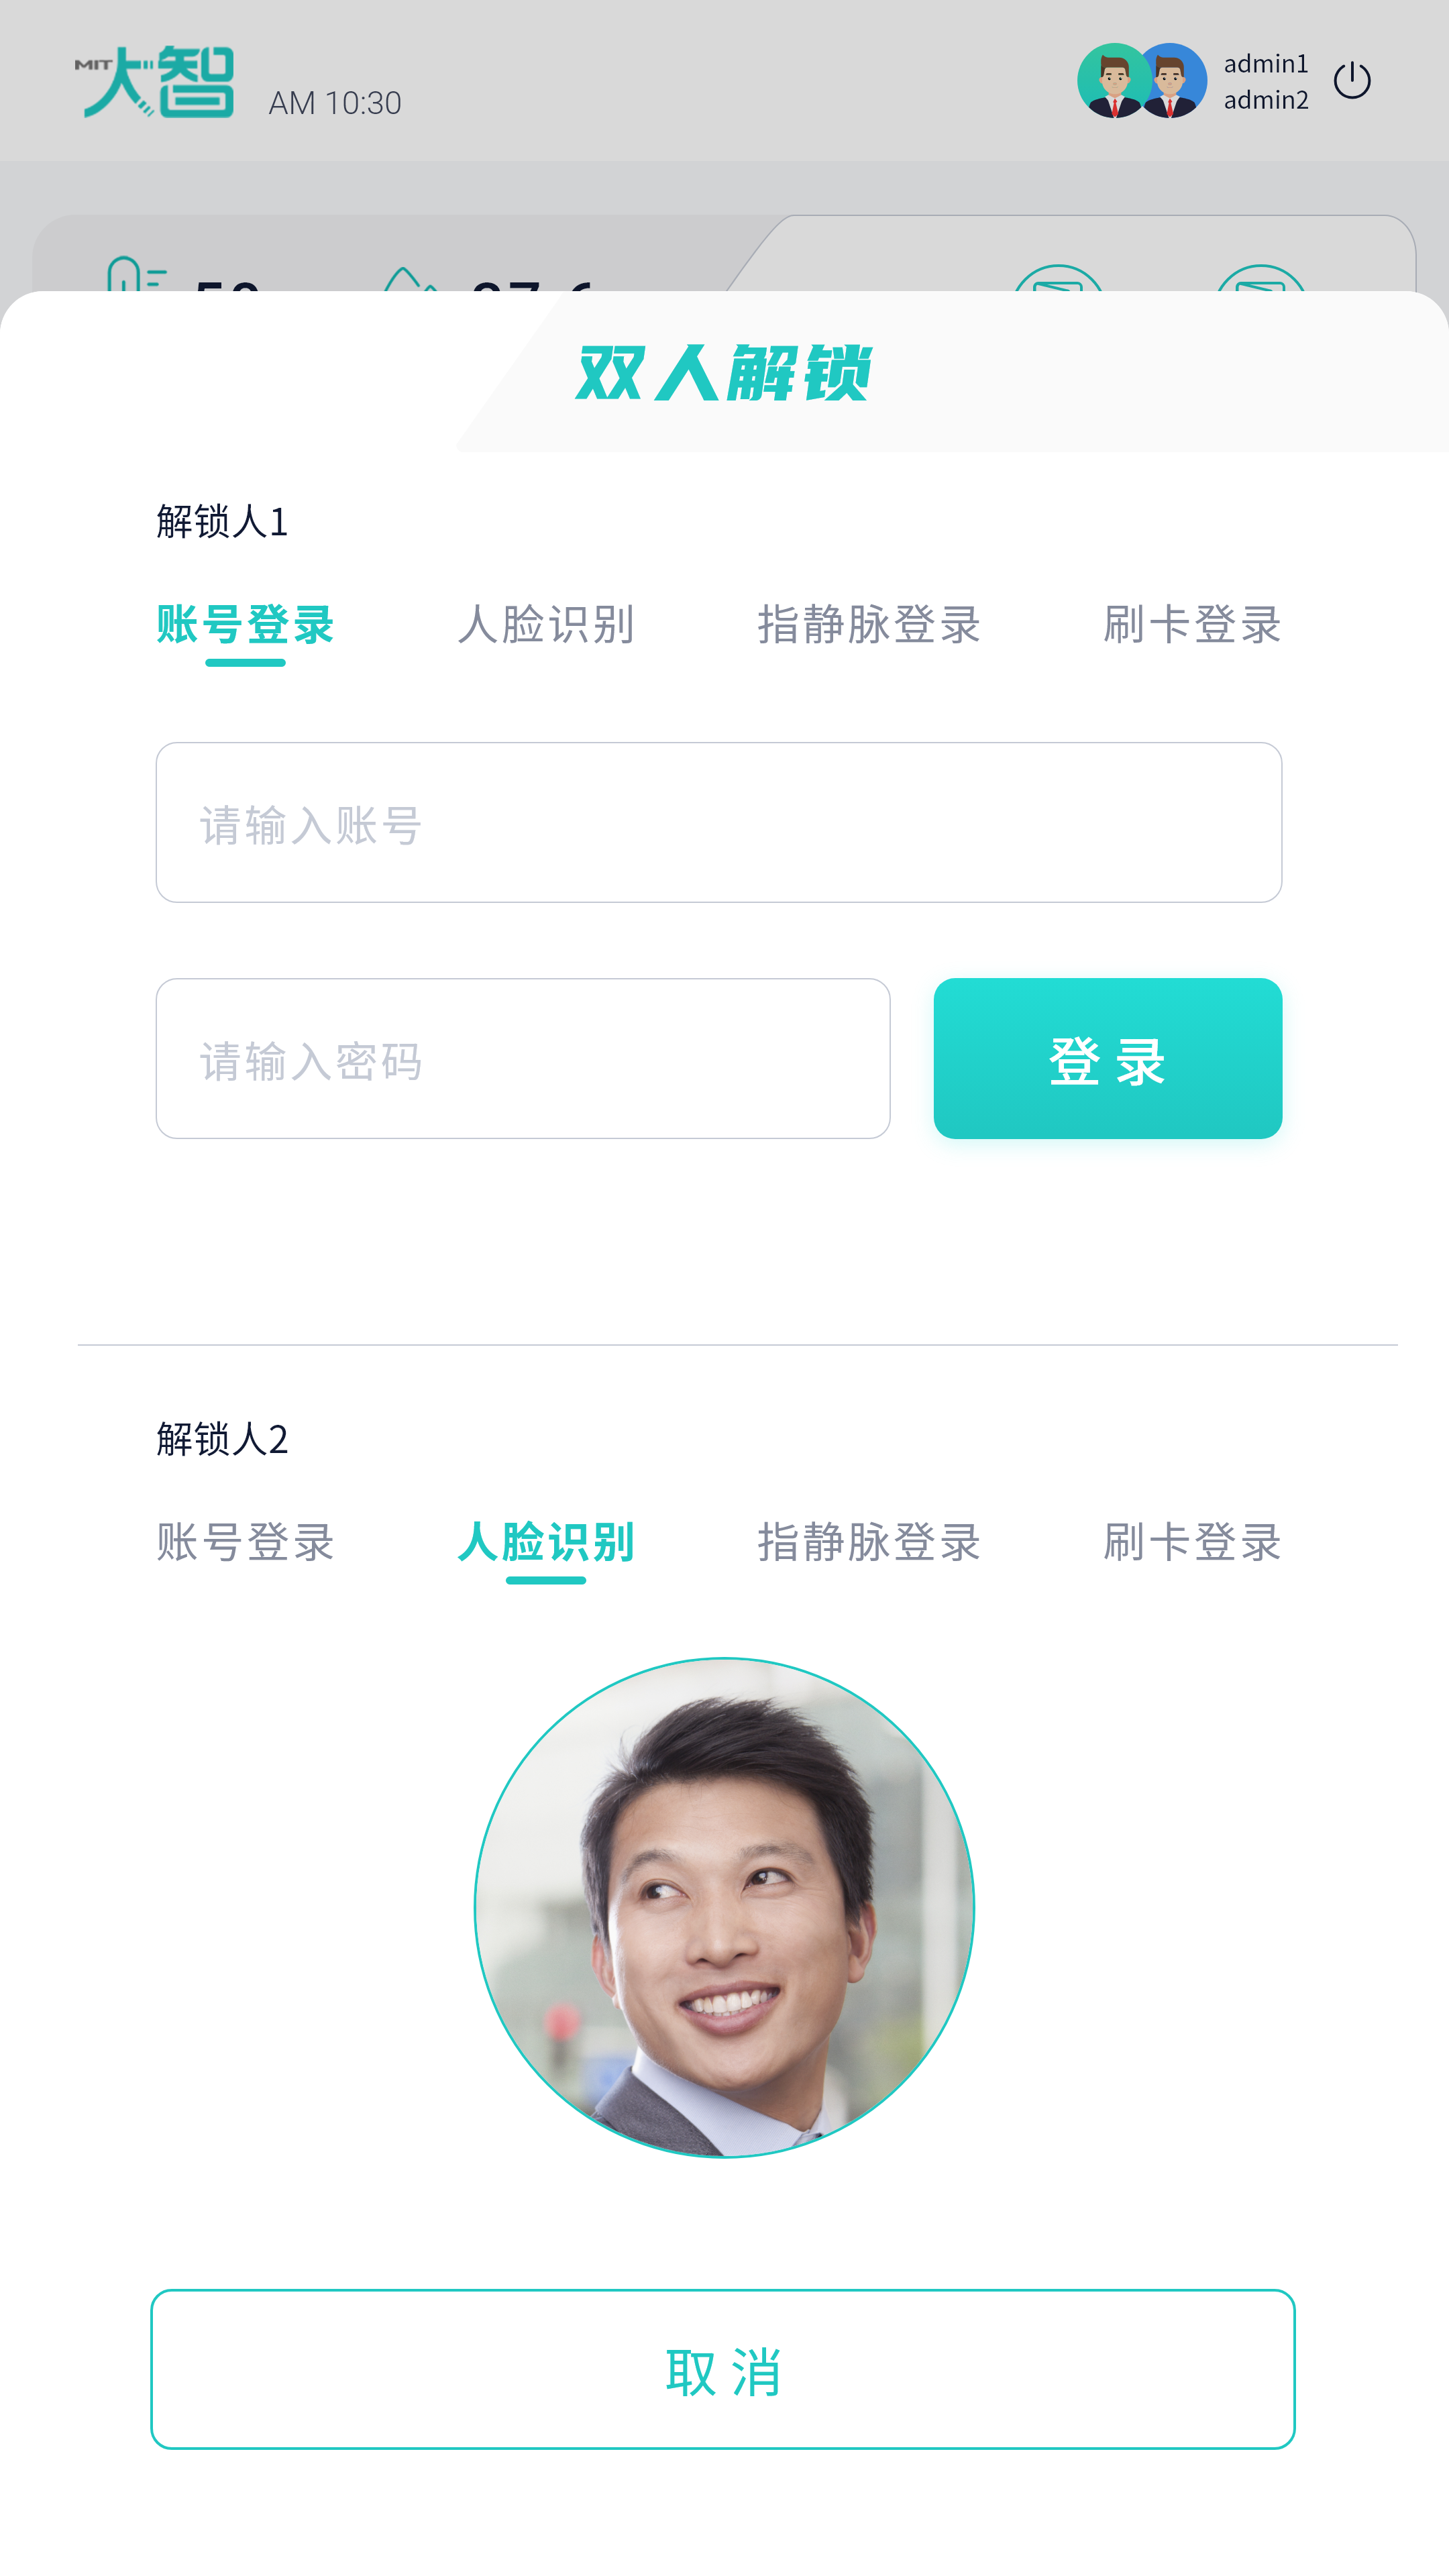 MIT大智
AM 10:30
admin1
admin2
双人解锁
解锁人1
账号登录 人脸识别 指静脉登录 刷卡登录
请输入账号
请输入密码
登 录
解锁人2
账号登录 人脸识别 指静脉登录 刷卡登录
取 消